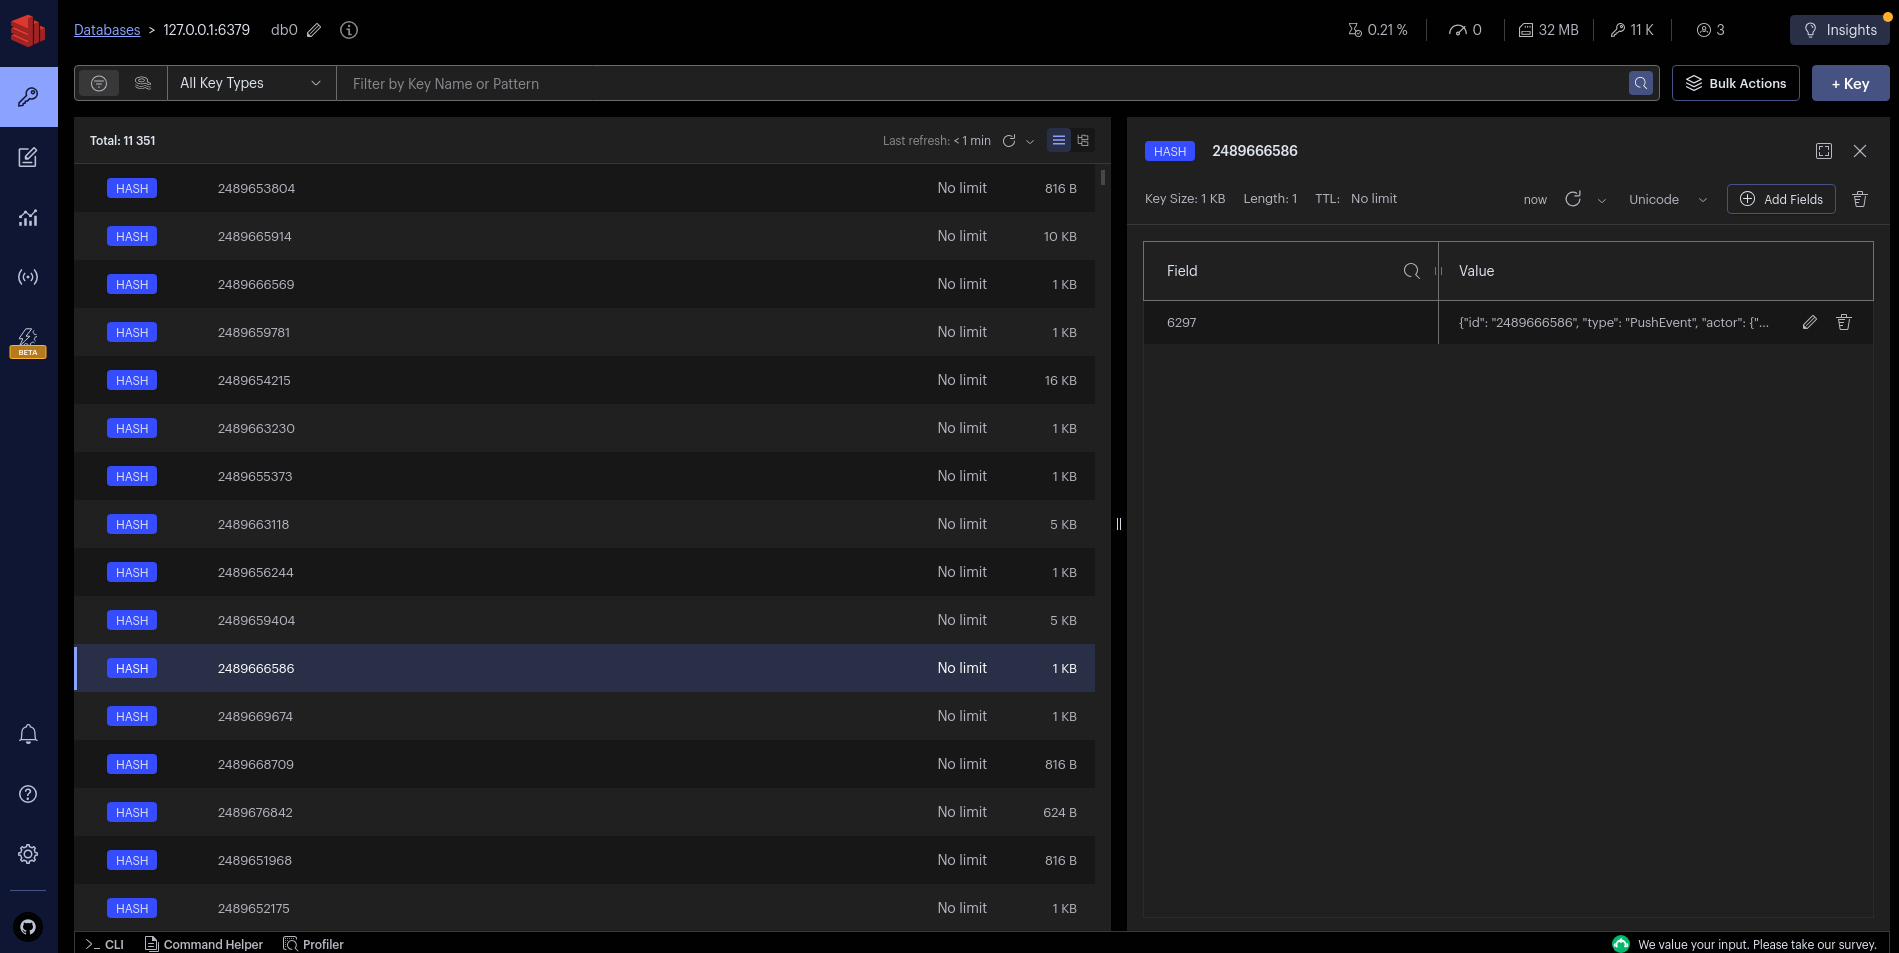 Databases > 127.0.0.1:6379 db0 0.21 % 0 32 MB 11 K 3 Insights
All Key Types Filter by Key Name or Pattern Bulk Actions + Key
Total: 11 351 Last refresh: < 1 min
HASH 2489653804 No limit 816 B
HASH 2489665914 No limit 10 KB
HASH 2489666569 No limit 1 KB
HASH 2489659781 No limit 1 KB
BETA
HASH 2489654215 No limit 16 KB
HASH 2489663230 No limit 1 KB
HASH 2489655373 No limit 1 KB
HASH 2489663118 No limit 5 KB
HASH 2489656244 No limit 1 KB
HASH 2489659404 No limit 5 KB
HASH 2489666586 No limit 1 KB
HASH 2489669674 No limit 1 KB
HASH 2489668709 No limit 816 B
HASH 2489676842 No limit 624 B
HASH 2489651968 No limit 816 B
HASH 2489652175 No limit 1 KB
HASH 2489666586
Key Size: 1 KB Length: 1 TTL: No limit now Unicode Add Fields
Field Value
6297 {"id": "2489666586", "type": "PushEvent", "actor": {"...
>_ CLI Command Helper Profiler We value your input. Please take our survey.